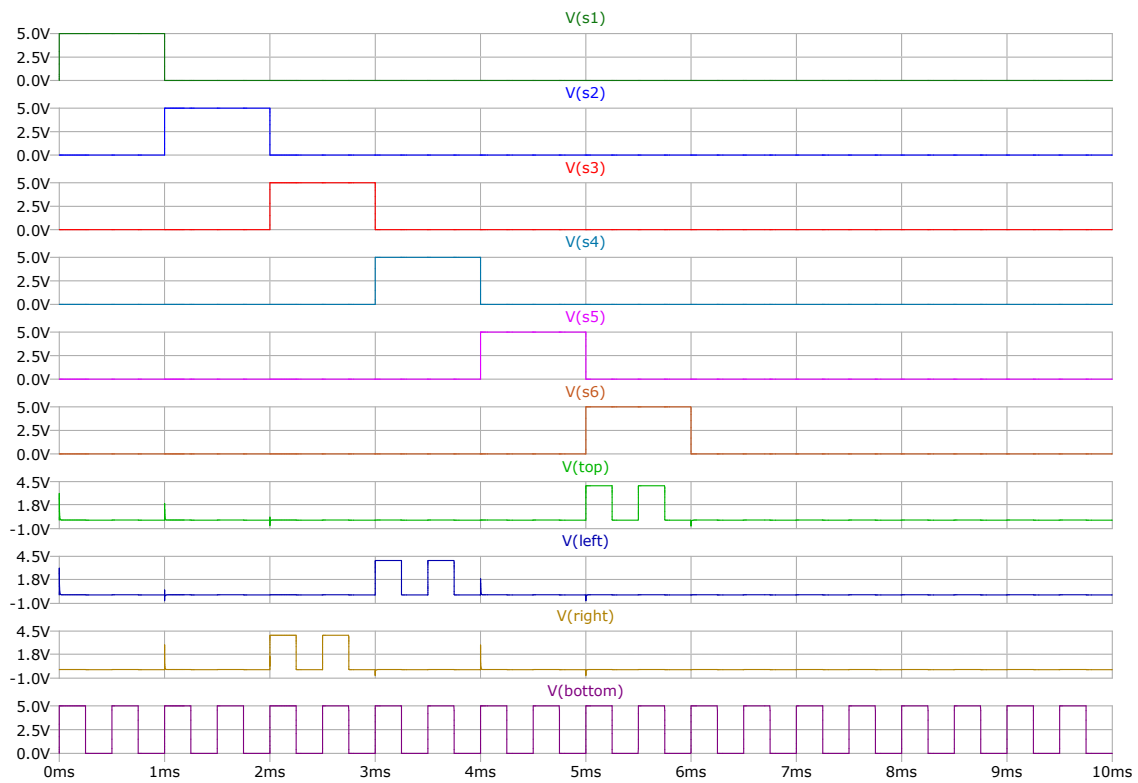 V(s1)
5.0V
2.5V
0.0V
V(s2)
5.0V
2.5V
0.0V
V(s3)
5.0V
2.5V
0.0V
V(s4)
5.0V
2.5V
0.0V
V(s5)
5.0V
2.5V
0.0V
V(s6)
5.0V
2.5V
0.0V
V(top)
4.5V
1.8V
-1.0V
V(left)
4.5V
1.8V
-1.0V
V(right)
4.5V
1.8V
-1.0V
V(bottom)
5.0V
2.5V
0.0V
0ms 1ms 2ms 3ms 4ms 5ms 6ms 7ms 8ms 9ms 10ms